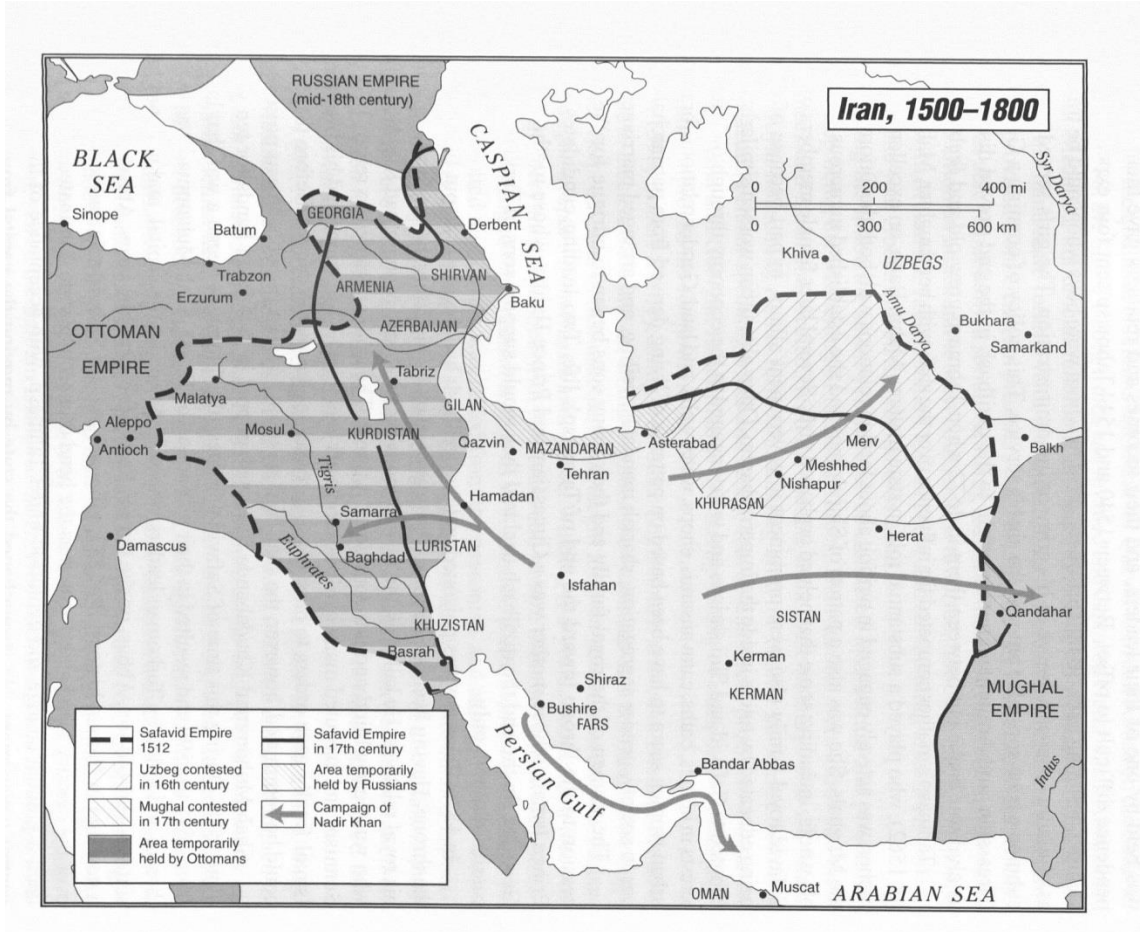 Iran, 1500–1800
RUSSIAN EMPIRE
(mid-18th century)
BLACK
SEA
CASPIAN SEA
Syr Darya
0 200 400 mi
0 300 600 km
Sinope
Batum
GEORGIA
Derbent
Trabzon
Erzurum
SHIRVAN
ARMENIA
Baku
Khiva
UZBEGS
Amu Darya
Bukhara
Samarkand
OTTOMAN
EMPIRE
AZERBAIJAN
Tabriz
Malatya
GILAN
Aleppo
Antioch
Mosul
KURDISTAN
Qazvin
MAZANDARAN
Asterabad
Tehran
Merv
Meshhed
Nishapur
Balkh
Tigris
Hamadan
KHURASAN
Samarra
Baghdad
LURISTAN
Herat
Damascus
Euphrates
Isfahan
SISTAN
Qandahar
KHUZISTAN
Basrah
Kerman
KERMAN
Shiraz
Bushire
FARS
MUGHAL
EMPIRE
Persian Gulf
Bandar Abbas
Indus
OMAN
Muscat
ARABIAN SEA
Safavid Empire
1512
Uzbeg contested
in 16th century
Mughal contested
in 17th century
Area temporarily
held by Ottomans
Safavid Empire
in 17th century
Area temporarily
held by Russians
Campaign of
Nadir Khan